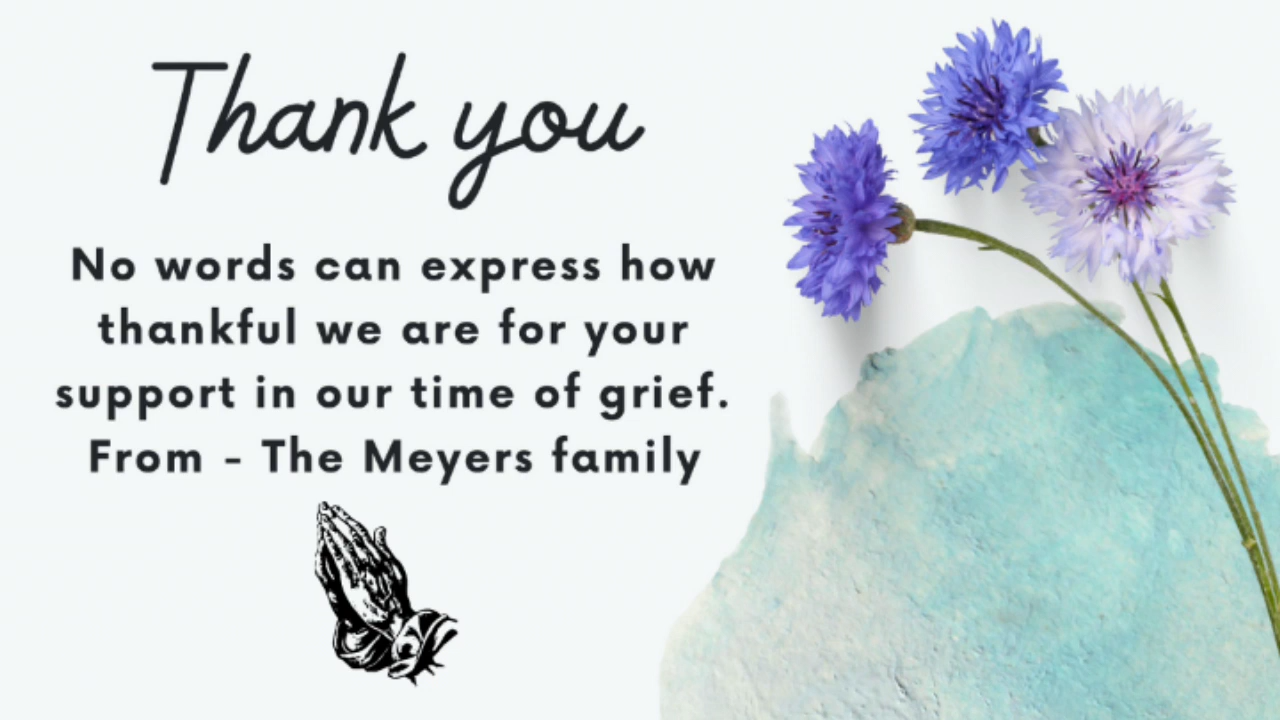 Thank you
No words can express how
thankful we are for your
support in our time of grief.
From - The Meyers family